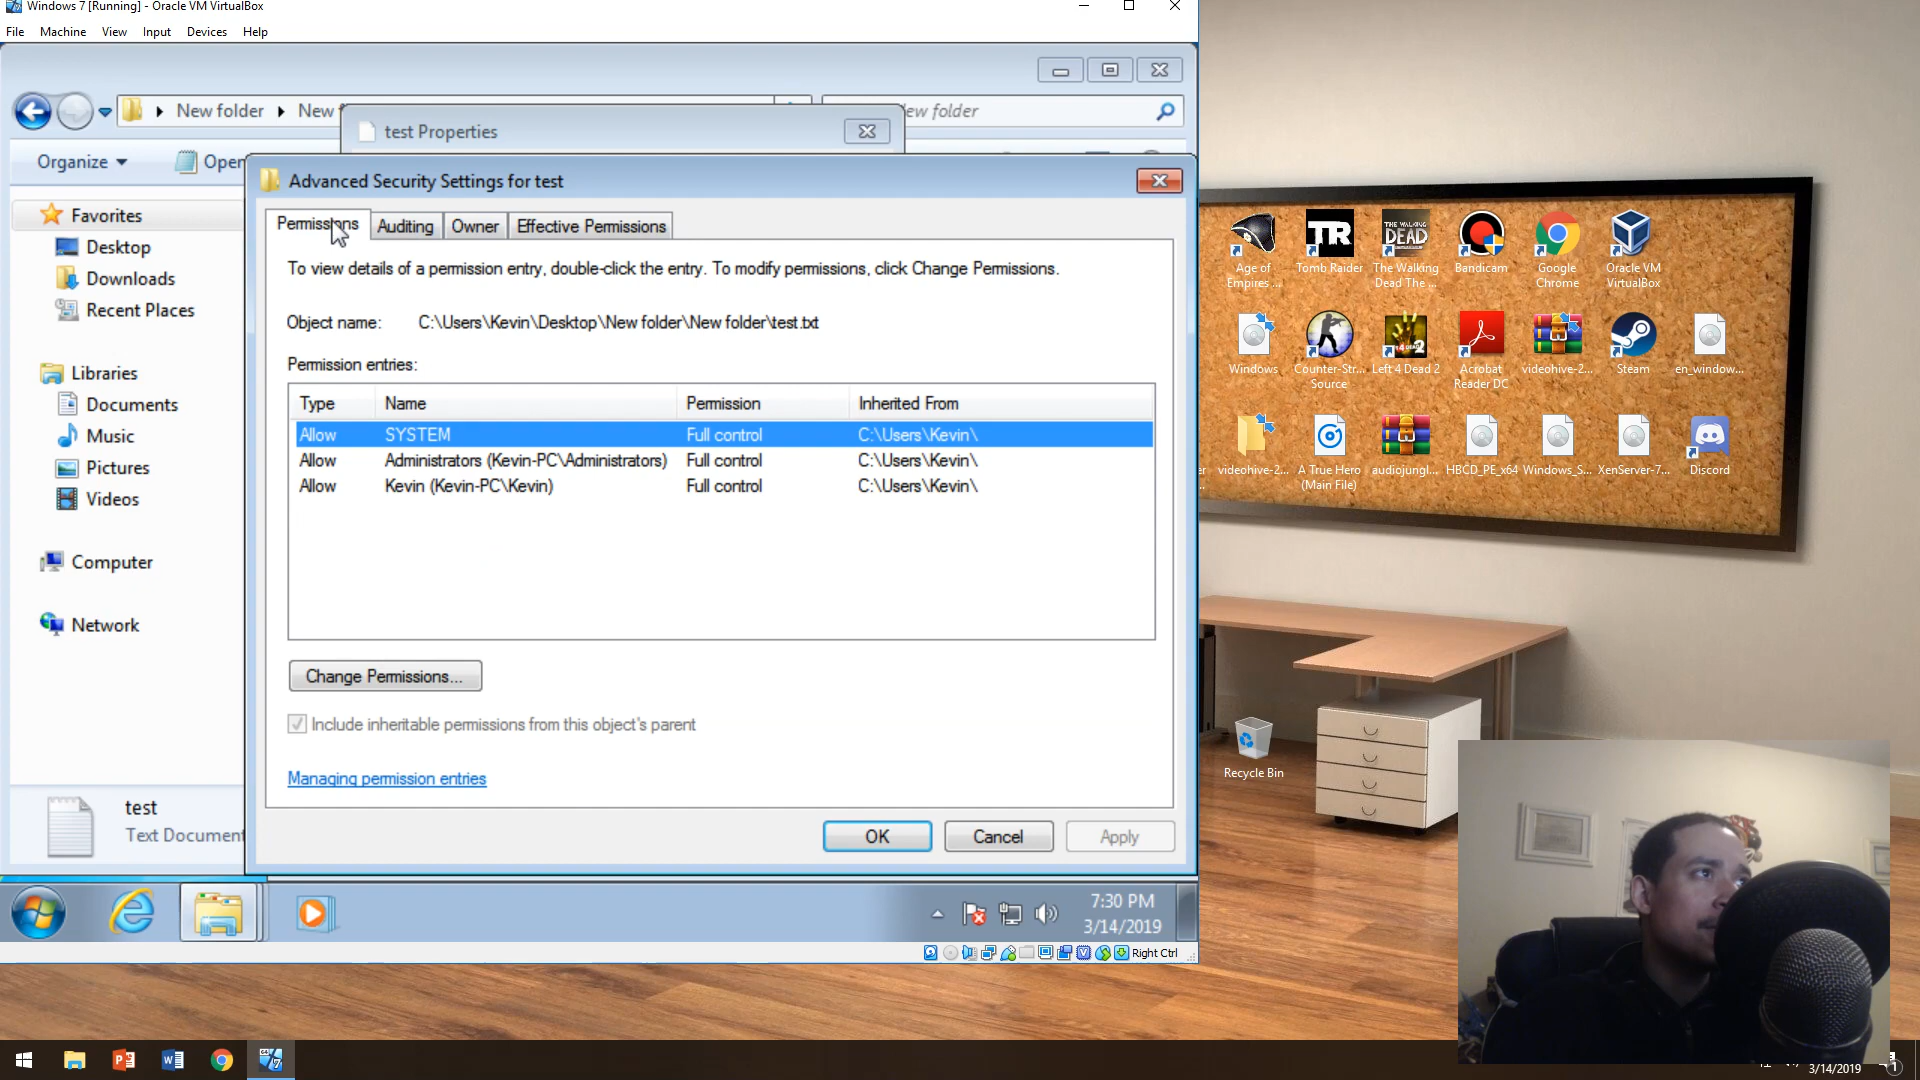 Windows 7 [Running] - Oracle VM VirtualBox
File Machine View Input Devices Help
New folder New
ew folder
test Properties
Organize Open
Advanced Security Settings for test
Permissions Auditing Owner Effective Permissions
To view details of a permission entry, double-click the entry. To modify permissions, click Change Permissions.
Object name: C:\Users\Kevin\Desktop\New folder\New folder\test.txt
Permission entries:
Type Name Permission Inherited From
Allow SYSTEM Full control C:\Users\Kevin\
Allow Administrators (Kevin-PC\Administrators) Full control C:\Users\Kevin\
Allow Kevin (Kevin-PC\Kevin) Full control C:\Users\Kevin\
Change Permissions...
Include inheritable permissions from this object's parent
Managing permission entries
OK Cancel Apply
Favorites
Desktop
Downloads
Recent Places
Libraries
Documents
Music
Pictures
Videos
Computer
Network
test
Text Document
7:30 PM
3/14/2019
Right Ctrl
TR
THE WALKING
DEAD
Age of
Empires ...
Tomb Raider
The Walking
Dead The ...
Bandicam
Google
Chrome
Oracle VM
VirtualBox
Windows
Counter-Str...
Source
Left 4 Dead 2
Acrobat
Reader DC
videohive-2...
Steam
en_window...
videohive-2...
A True Hero
(Main File)
audiojungl...
HBCD_PE_x64
Windows_S...
XenServer-7...
Discord
Recycle Bin
3/14/2019
1